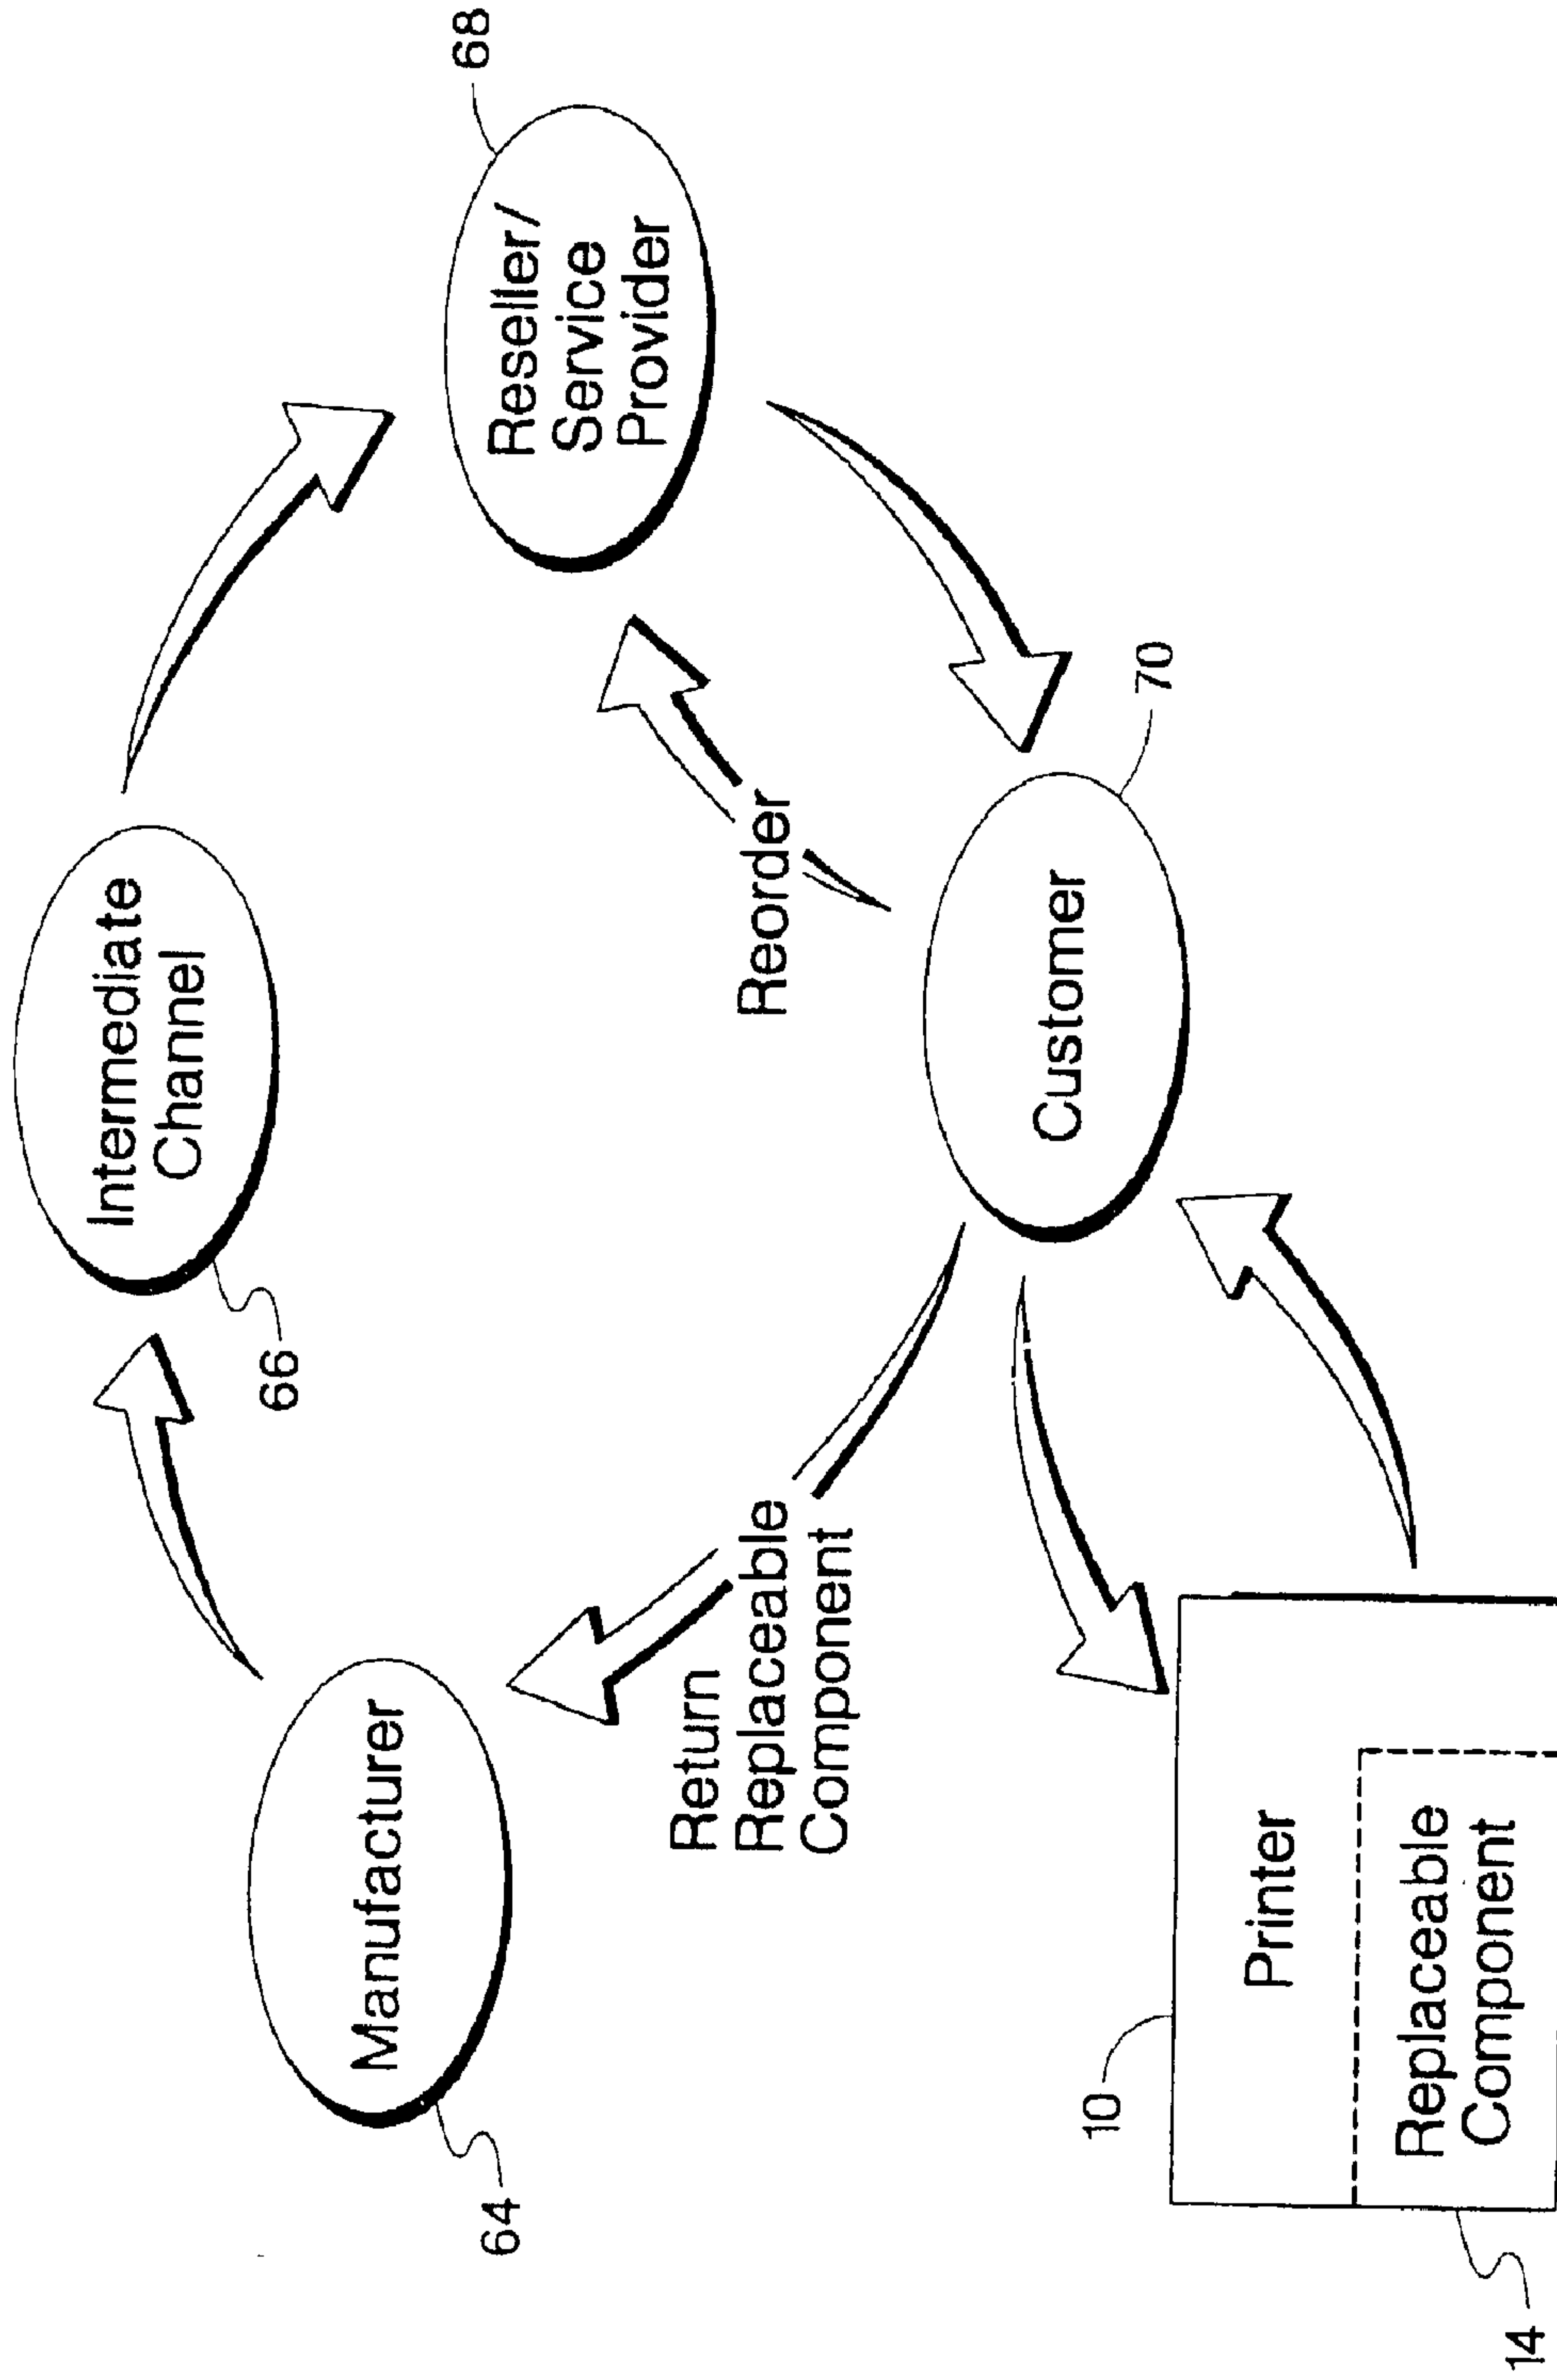 Intermediate
Channel
66
Manufacturer
64
Reseller/
Service
Provider
68
Reorder
Return
Replaceable
Component
Customer
70
10
Printer
Replaceable
Component
14